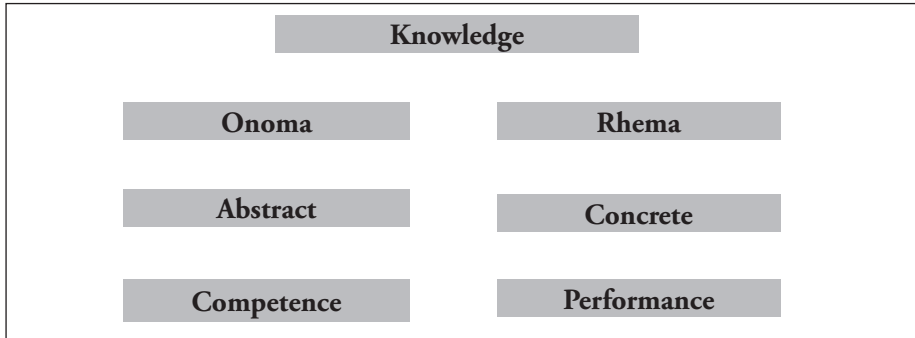 Knowledge
Onoma
Rhema
Abstract
Concrete
Competence
Performance